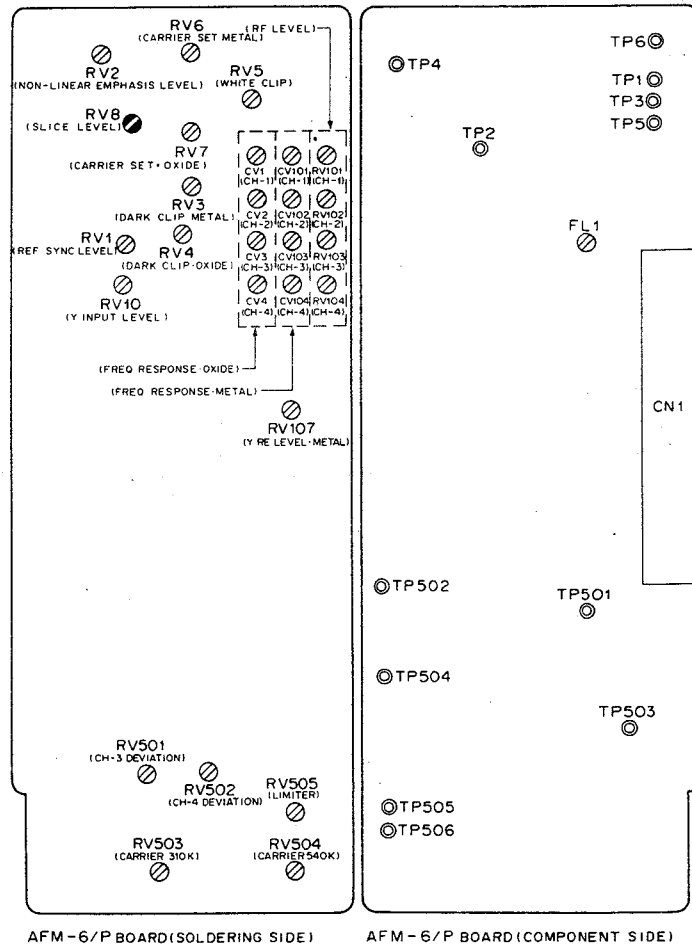 RV6
(CARRIER SET METAL)
(RF LEVEL)
RV2
(NON-LINEAR EMPHASIS LEVEL)
RV5
(WHITE CLIP)
RV8
(SLICE LEVEL)
RV7
(CARRIER SET·OXIDE)
CV1
(CH-1)
CV101
(CH-1)
RV101
(CH-1)
RV3
(DARK CLIP METAL)
CV2
(CH-2)
CV102
(CH-2)
RV102
(CH-2)
RV1
(REF SYNC LEVEL)
RV4
(DARK CLIP·OXIDE)
CV3
(CH-3)
CV103
(CH-3)
RV103
(CH-3)
RV10
(Y INPUT LEVEL)
CV4
(CH-4)
CV104
(CH-4)
RV104
(CH-4)
(FREQ RESPONSE·OXIDE)
(FREQ RESPONSE·METAL)
RV107
(Y RE LEVEL·METAL)
RV501
(CH-3 DEVIATION)
RV502
(CH-4 DEVIATION)
RV505
(LIMITER)
RV503
(CARRIER 310K)
RV504
(CARRIER 540K)
AFM-6/P BOARD(SOLDERING SIDE)
TP6
TP4
TP1
TP3
TP5
TP2
FL1
CN1
TP502
TP501
TP504
TP503
TP505
TP506
AFM-6/P BOARD(COMPONENT SIDE)